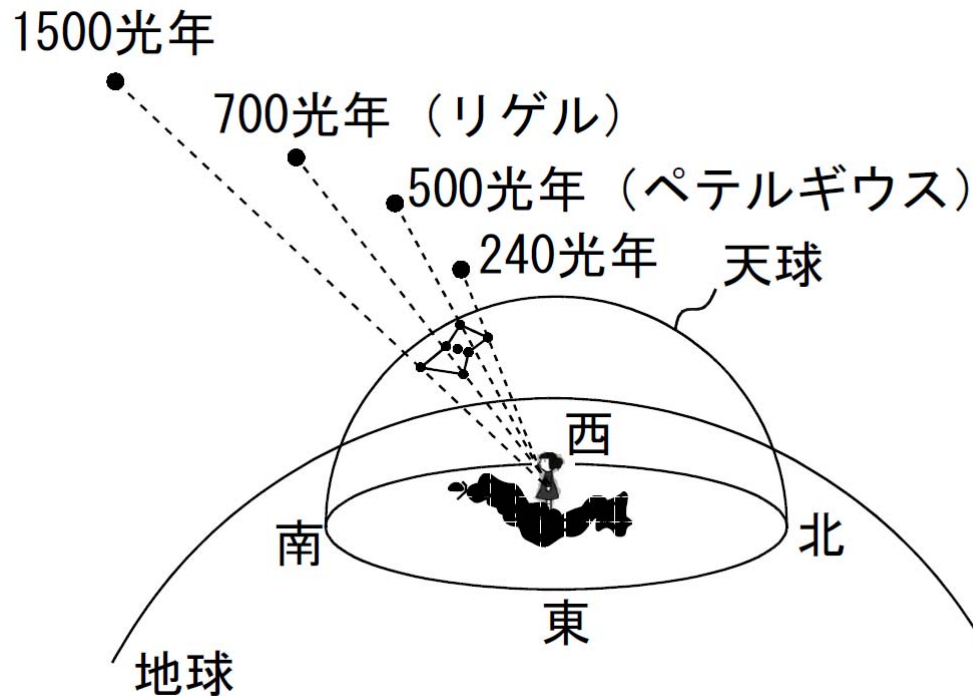 1500光年
700光年（リゲル）
500光年（ペテルギウス）
240光年
天球
西
南
北
東
地球